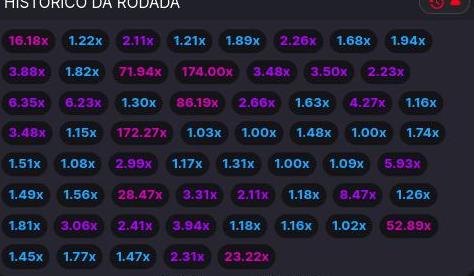 HISTÓRICO DA RODADA
16.18x 1.22x 2.11x 1.21x 1.89x 2.26x 1.68x 1.94x
3.88x 1.82x 71.94x 174.00x 3.48x 3.50x 2.23x
6.35x 6.23x 1.30x 86.19x 2.66x 1.63x 4.27x 1.16x
3.48x 1.15x 172.27x 1.03x 1.00x 1.48x 1.00x 1.74x
1.51x 1.08x 2.99x 1.17x 1.31x 1.00x 1.09x 5.93x
1.49x 1.56x 28.47x 3.31x 2.11x 1.18x 8.47x 1.26x
1.81x 3.06x 2.41x 3.94x 1.18x 1.16x 1.02x 52.89x
1.45x 1.77x 1.47x 2.31x 23.22x